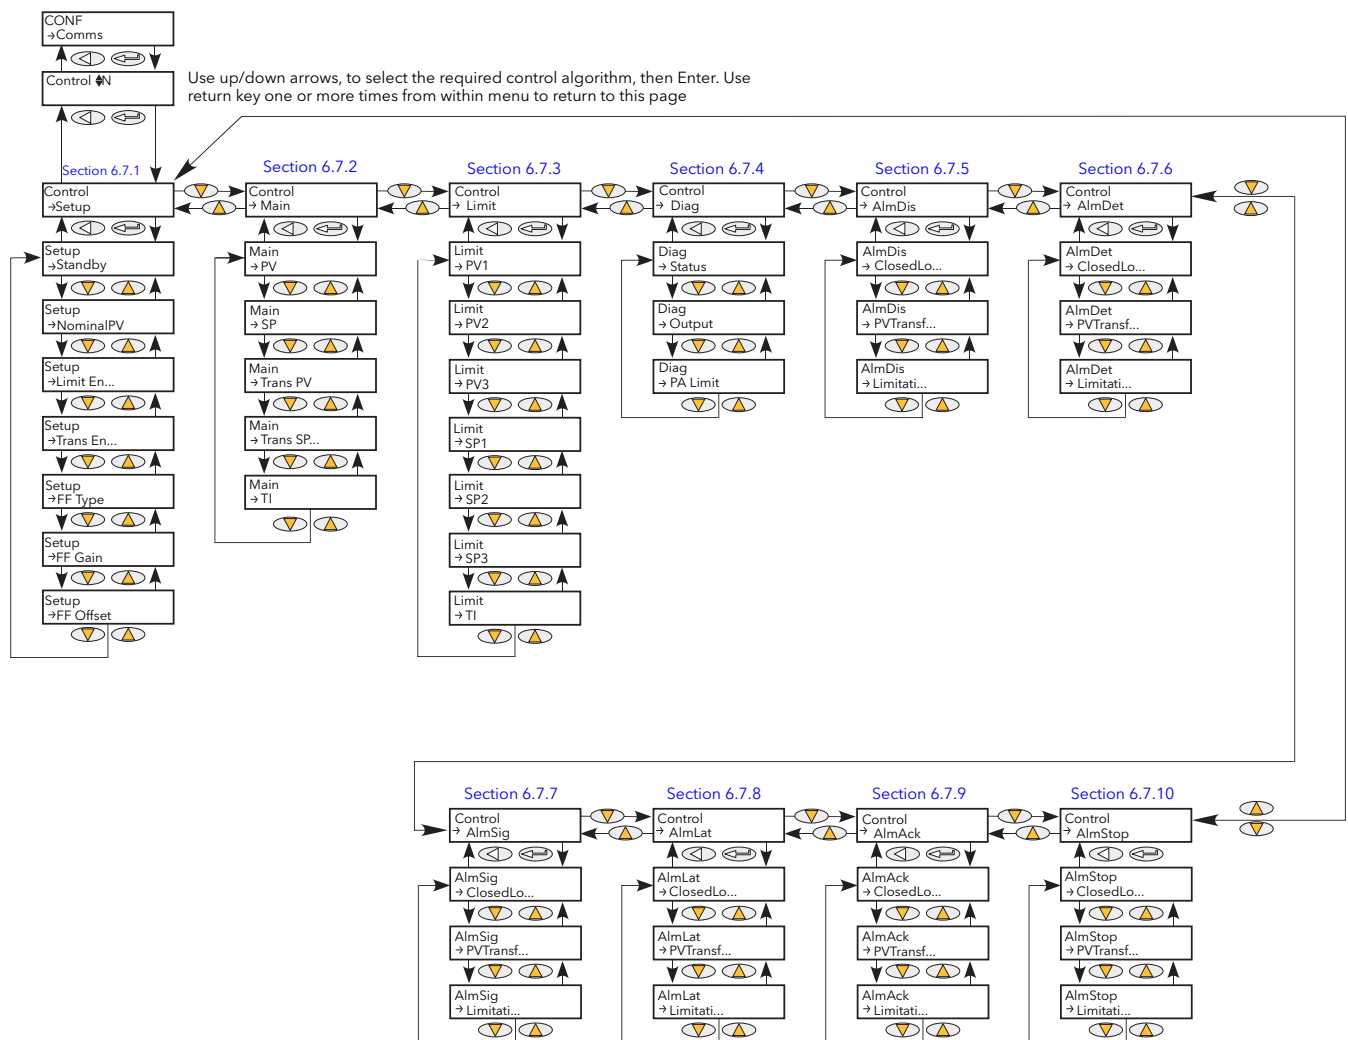 CONF
→Comms
Control ♦N
Use up/down arrows, to select the required control algorithm, then Enter. Use
return key one or more times from within menu to return to this page
Section 6.7.1
Control
→Setup
Setup
→Standby
Setup
→NominalPV
Setup
→Limit En...
Setup
→Trans En...
Setup
→FF Type
Setup
→FF Gain
Setup
→FF Offset
Section 6.7.2
Control
→ Main
Main
→ PV
Main
→ SP
Main
→ Trans PV
Main
→ Trans SP...
Main
→ TI
Section 6.7.3
Control
→ Limit
Limit
→ PV1
Limit
→ PV2
Limit
→ PV3
Limit
→ SP1
Limit
→ SP2
Limit
→ SP3
Limit
→ TI
Section 6.7.4
Control
→ Diag
Diag
→ Status
Diag
→ Output
Diag
→ PA Limit
Section 6.7.5
Control
→ AlmDis
AlmDis
→ ClosedLo...
AlmDis
→ PVTransf...
AlmDis
→ Limitati...
Section 6.7.6
Control
→ AlmDet
AlmDet
→ ClosedLo...
AlmDet
→ PVTransf...
AlmDet
→ Limitati...
Section 6.7.7
Control
→ AlmSig
AlmSig
→ ClosedLo...
AlmSig
→ PVTransf...
AlmSig
→ Limitati...
Section 6.7.8
Control
→ AlmLat
AlmLat
→ ClosedLo...
AlmLat
→ PVTransf...
AlmLat
→ Limitati...
Section 6.7.9
Control
→ AlmAck
AlmAck
→ ClosedLo...
AlmAck
→ PVTransf...
AlmAck
→ Limitati...
Section 6.7.10
Control
→ AlmStop
AlmStop
→ ClosedLo...
AlmStop
→ PVTransf...
AlmStop
→ Limitati...